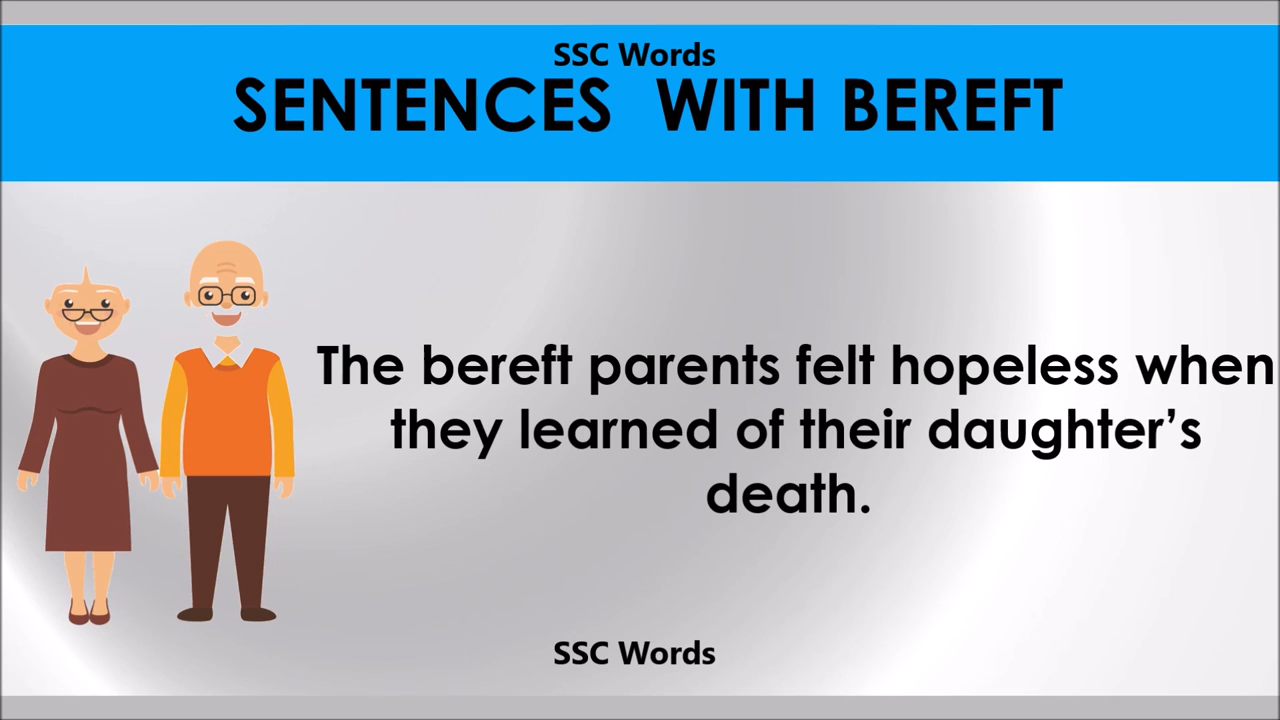 SSC Words
SENTENCES WITH BEREFT
The bereft parents felt hopeless when
they learned of their daughter’s
death.
SSC Words